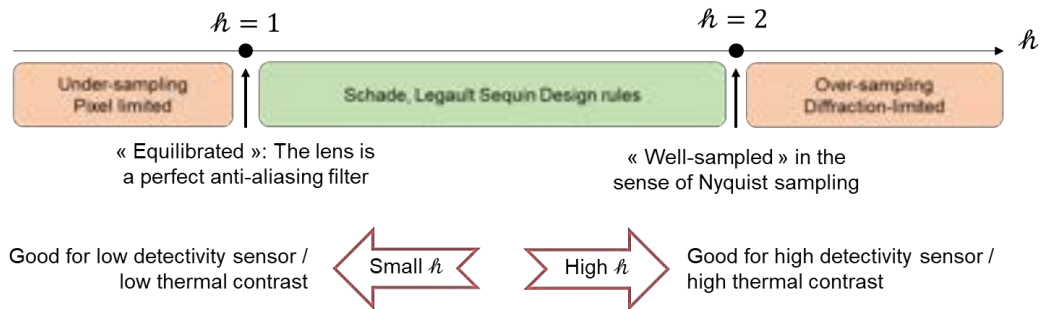 𝒽 = 1
𝒽 = 2
𝒽
Under-sampling
Pixel limited
Schade, Legault Sequin Design rules
Over-sampling
Diffraction-limited
« Equilibrated »: The lens is
a perfect anti-aliasing filter
« Well-sampled » in the
sense of Nyquist sampling
Good for low detectivity sensor /
low thermal contrast
Small 𝒽
High 𝒽
Good for high detectivity sensor /
high thermal contrast